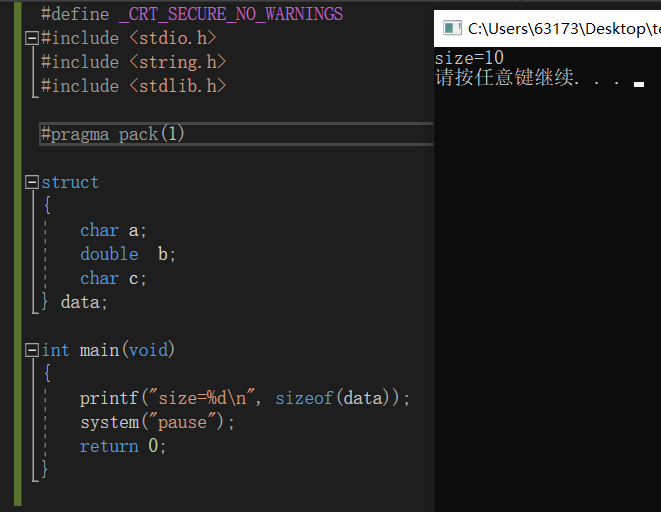 #define _CRT_SECURE_NO_WARNINGS
#include <stdio.h>
#include <string.h>
#include <stdlib.h>
#pragma pack(1)
struct
{
char a;
double  b;
char c;
} data;
int main(void)
{
printf("size=%d\n", sizeof(data));
system("pause");
return 0;
}
C:\Users\63173\Desktop\te
size=10
请按任意键继续. . .